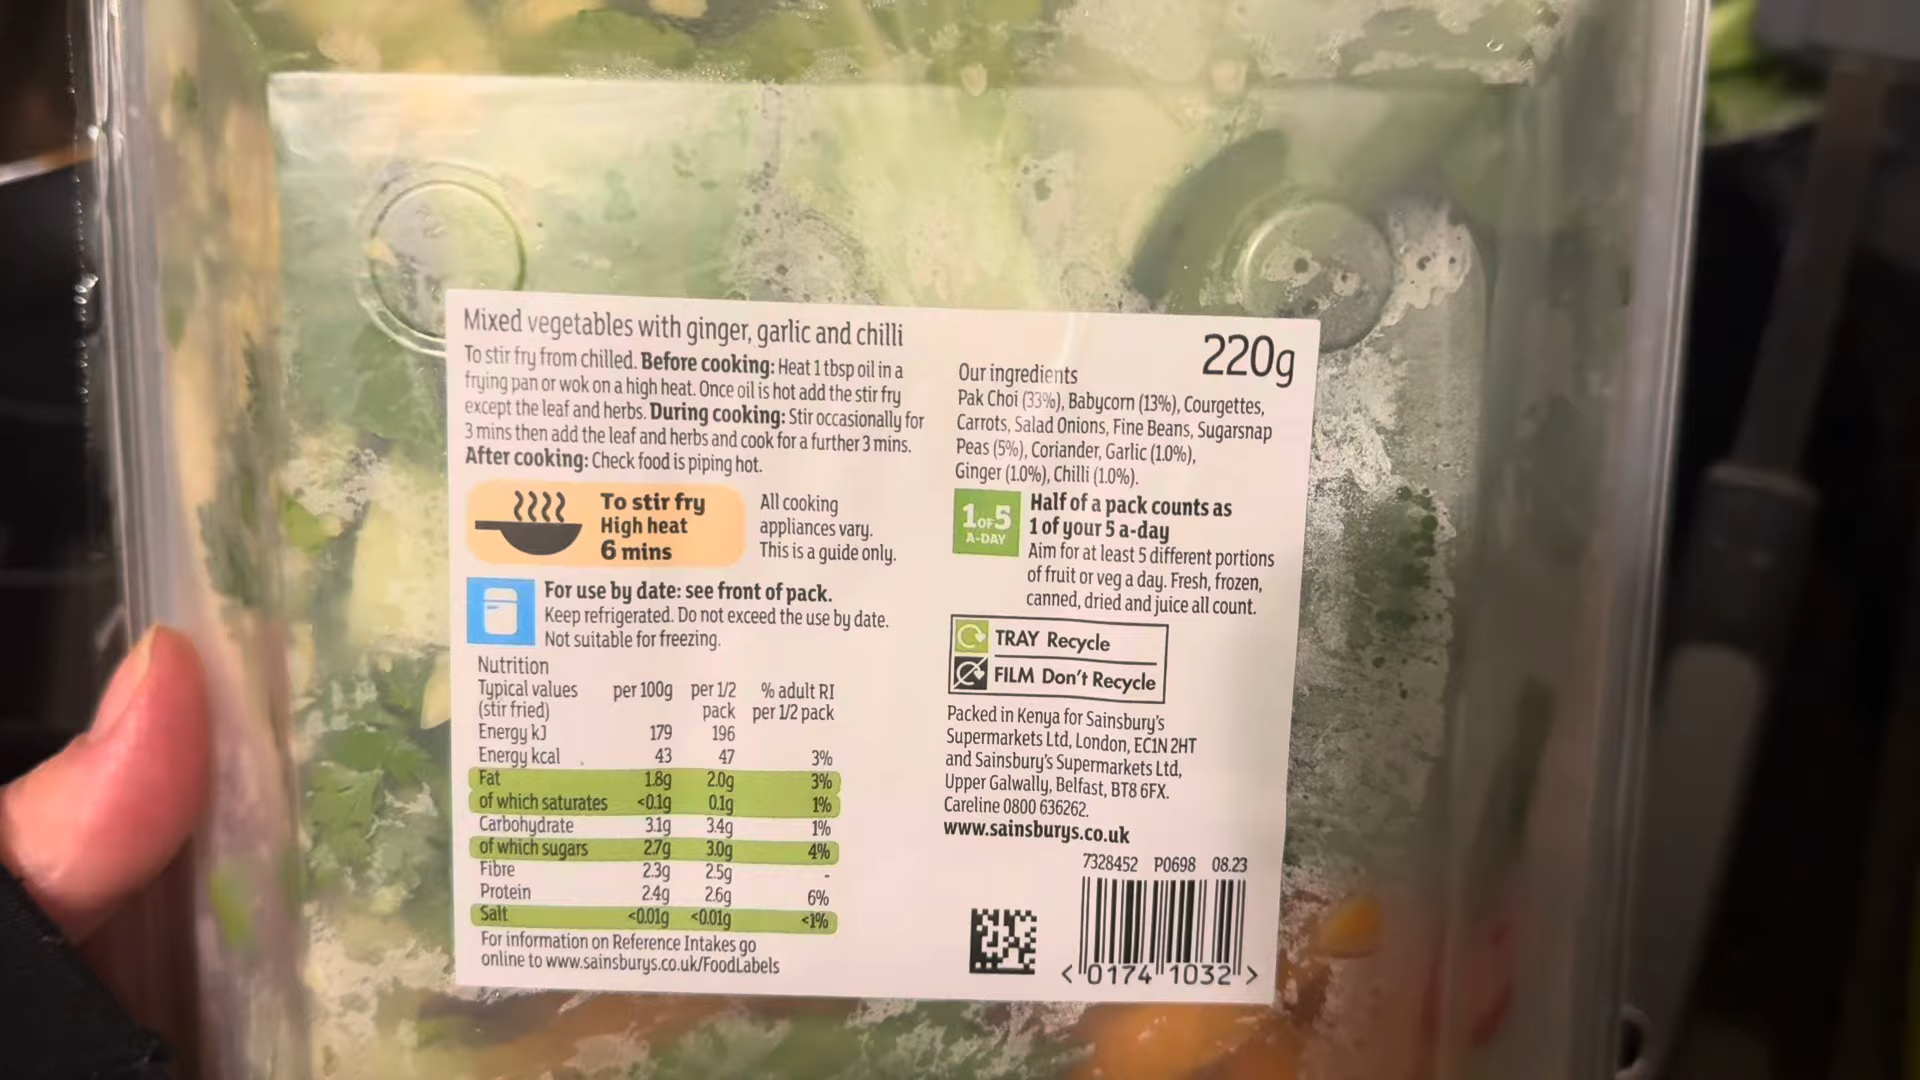 Mixed vegetables with ginger, garlic and chilli
To stir fry from chilled. Before cooking: Heat 1 tbsp oil in a
frying pan or wok on a high heat. Once oil is hot add the stir fry
except the leaf and herbs. During cooking: Stir occasionally for
3 mins then add the leaf and herbs and cook for a further 3 mins.
After cooking: Check food is piping hot.
To stir fry
High heat
6 mins
All cooking
appliances vary.
This is a guide only.
For use by date: see front of pack.
Keep refrigerated. Do not exceed the use by date.
Not suitable for freezing.
Nutrition
Typical values per 100g per 1/2 % adult RI
(stir fried) pack per 1/2 pack
Energy kJ 179 196
Energy kcal 43 47 3%
Fat 1.8g 2.0g 3%
of which saturates <0.1g 0.1g 1%
Carbohydrate 3.1g 3.4g 1%
of which sugars 2.7g 3.0g 4%
Fibre 2.3g 2.5g -
Protein 2.4g 2.6g 6%
Salt <0.01g <0.01g <1%
For information on Reference Intakes go
online to www.sainsburys.co.uk/FoodLabels
220g
Our ingredients
Pak Choi (33%), Babycorn (13%), Courgettes,
Carrots, Salad Onions, Fine Beans, Sugarsnap
Peas (5%), Coriander, Garlic (1.0%),
Ginger (1.0%), Chilli (1.0%).
1 OF 5
A-DAY
Half of a pack counts as
1 of your 5 a-day
Aim for at least 5 different portions
of fruit or veg a day. Fresh, frozen,
canned, dried and juice all count.
TRAY Recycle
FILM Don't Recycle
Packed in Kenya for Sainsbury's
Supermarkets Ltd, London, EC1N 2HT
and Sainsbury's Supermarkets Ltd,
Upper Galwally, Belfast, BT8 6FX.
Careline 0800 636262.
www.sainsburys.co.uk
7328452 P0698 08.23
<0174 1032>